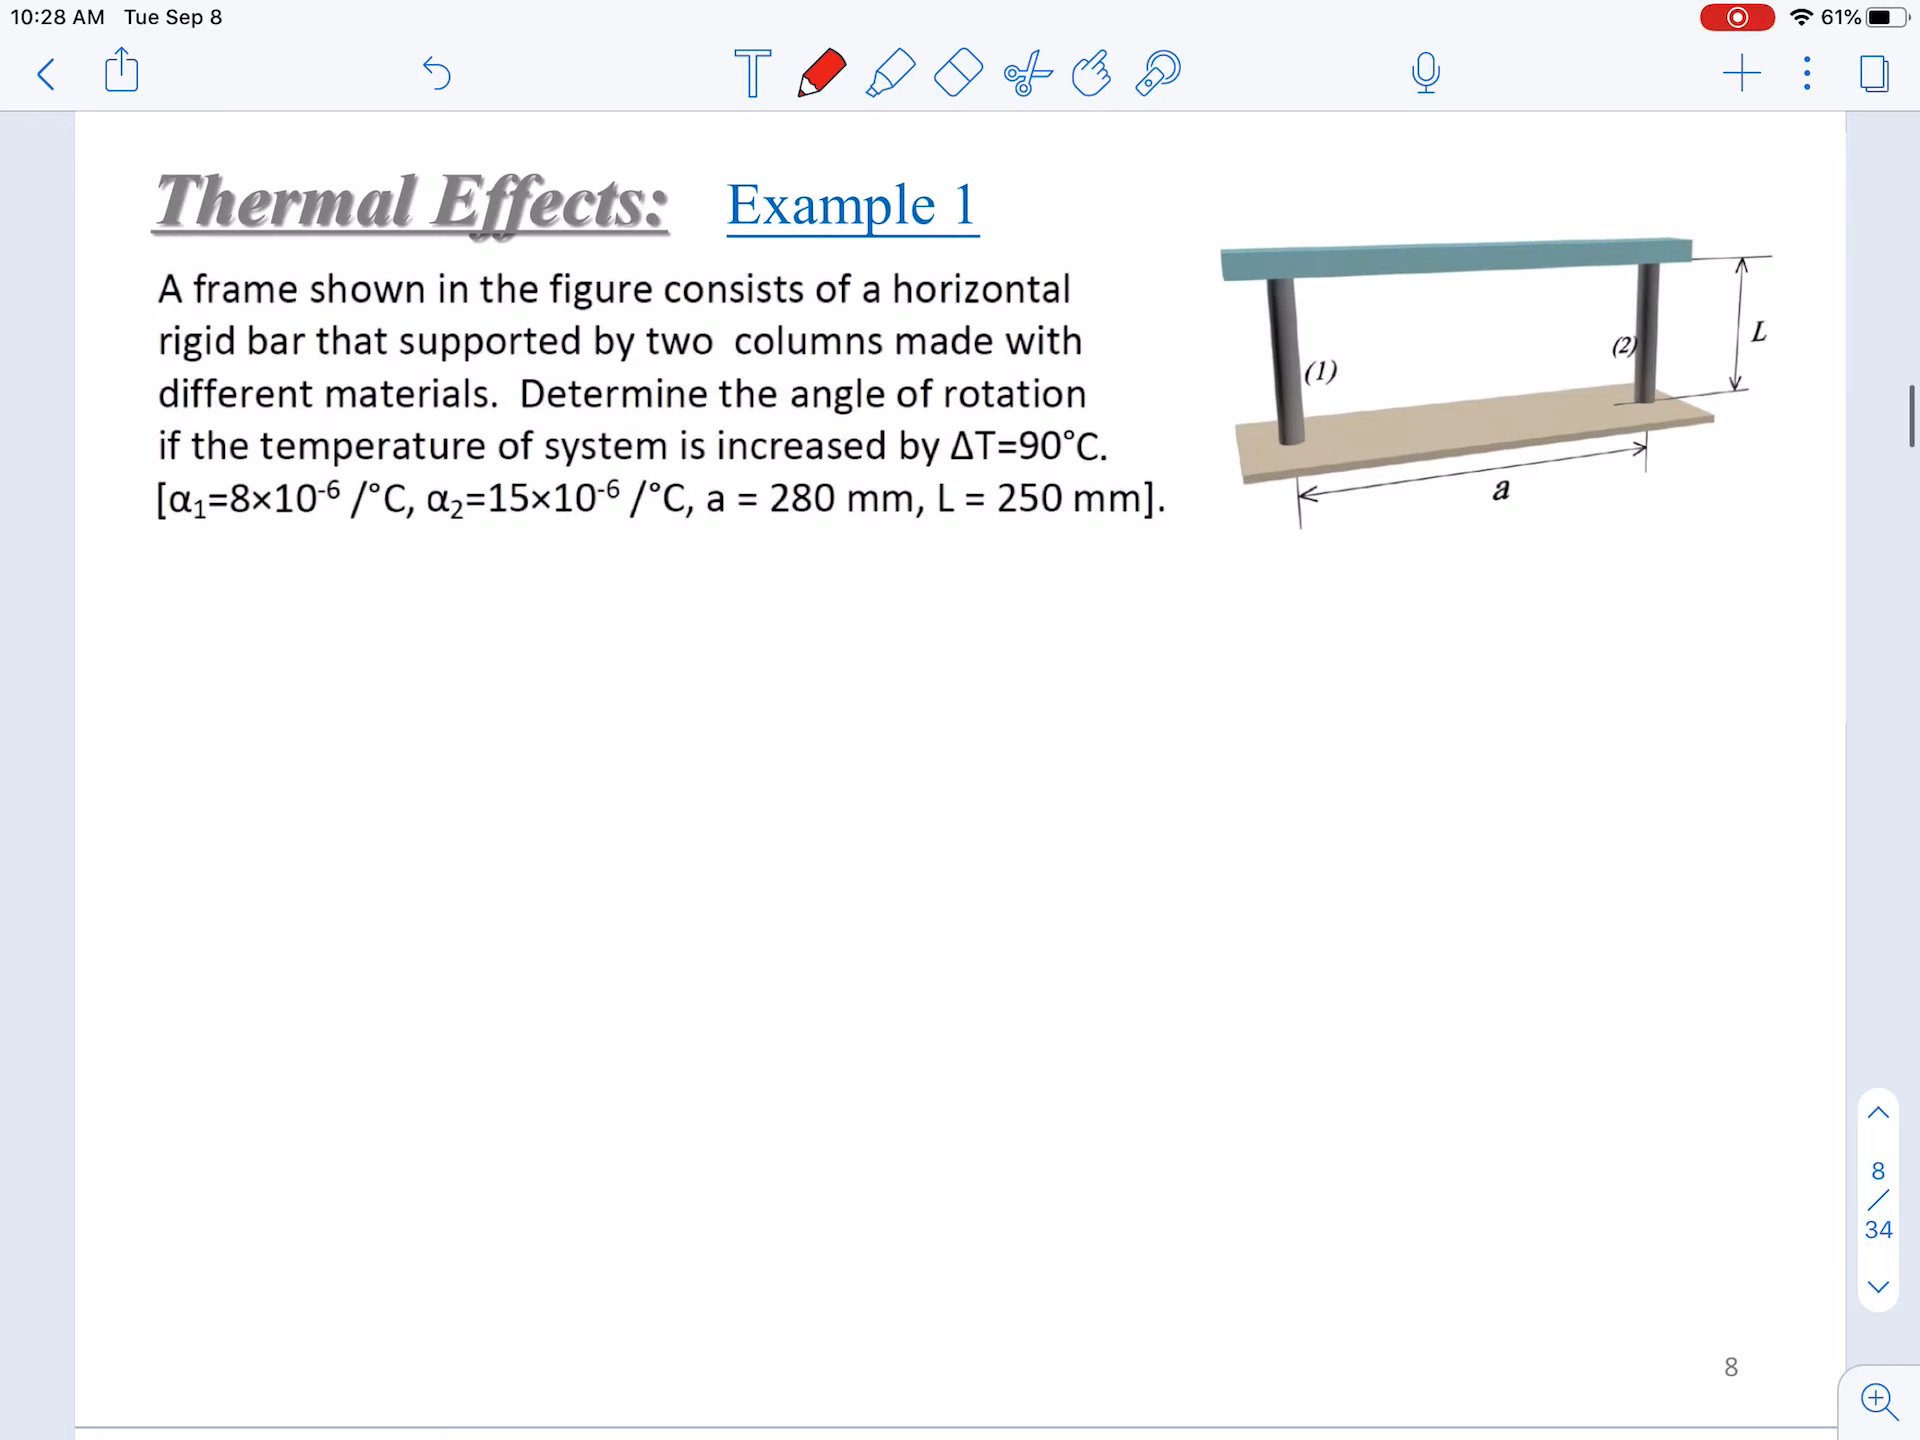 10:28 AM Tue Sep 8
61%
Thermal Effects: Example 1
A frame shown in the figure consists of a horizontal
rigid bar that supported by two columns made with
different materials. Determine the angle of rotation
if the temperature of system is increased by ΔT=90°C.
[α₁=8×10⁻⁶ /°C, α₂=15×10⁻⁶ /°C, a = 280 mm, L = 250 mm].
(1)
(2)
L
a
8
/
34
8